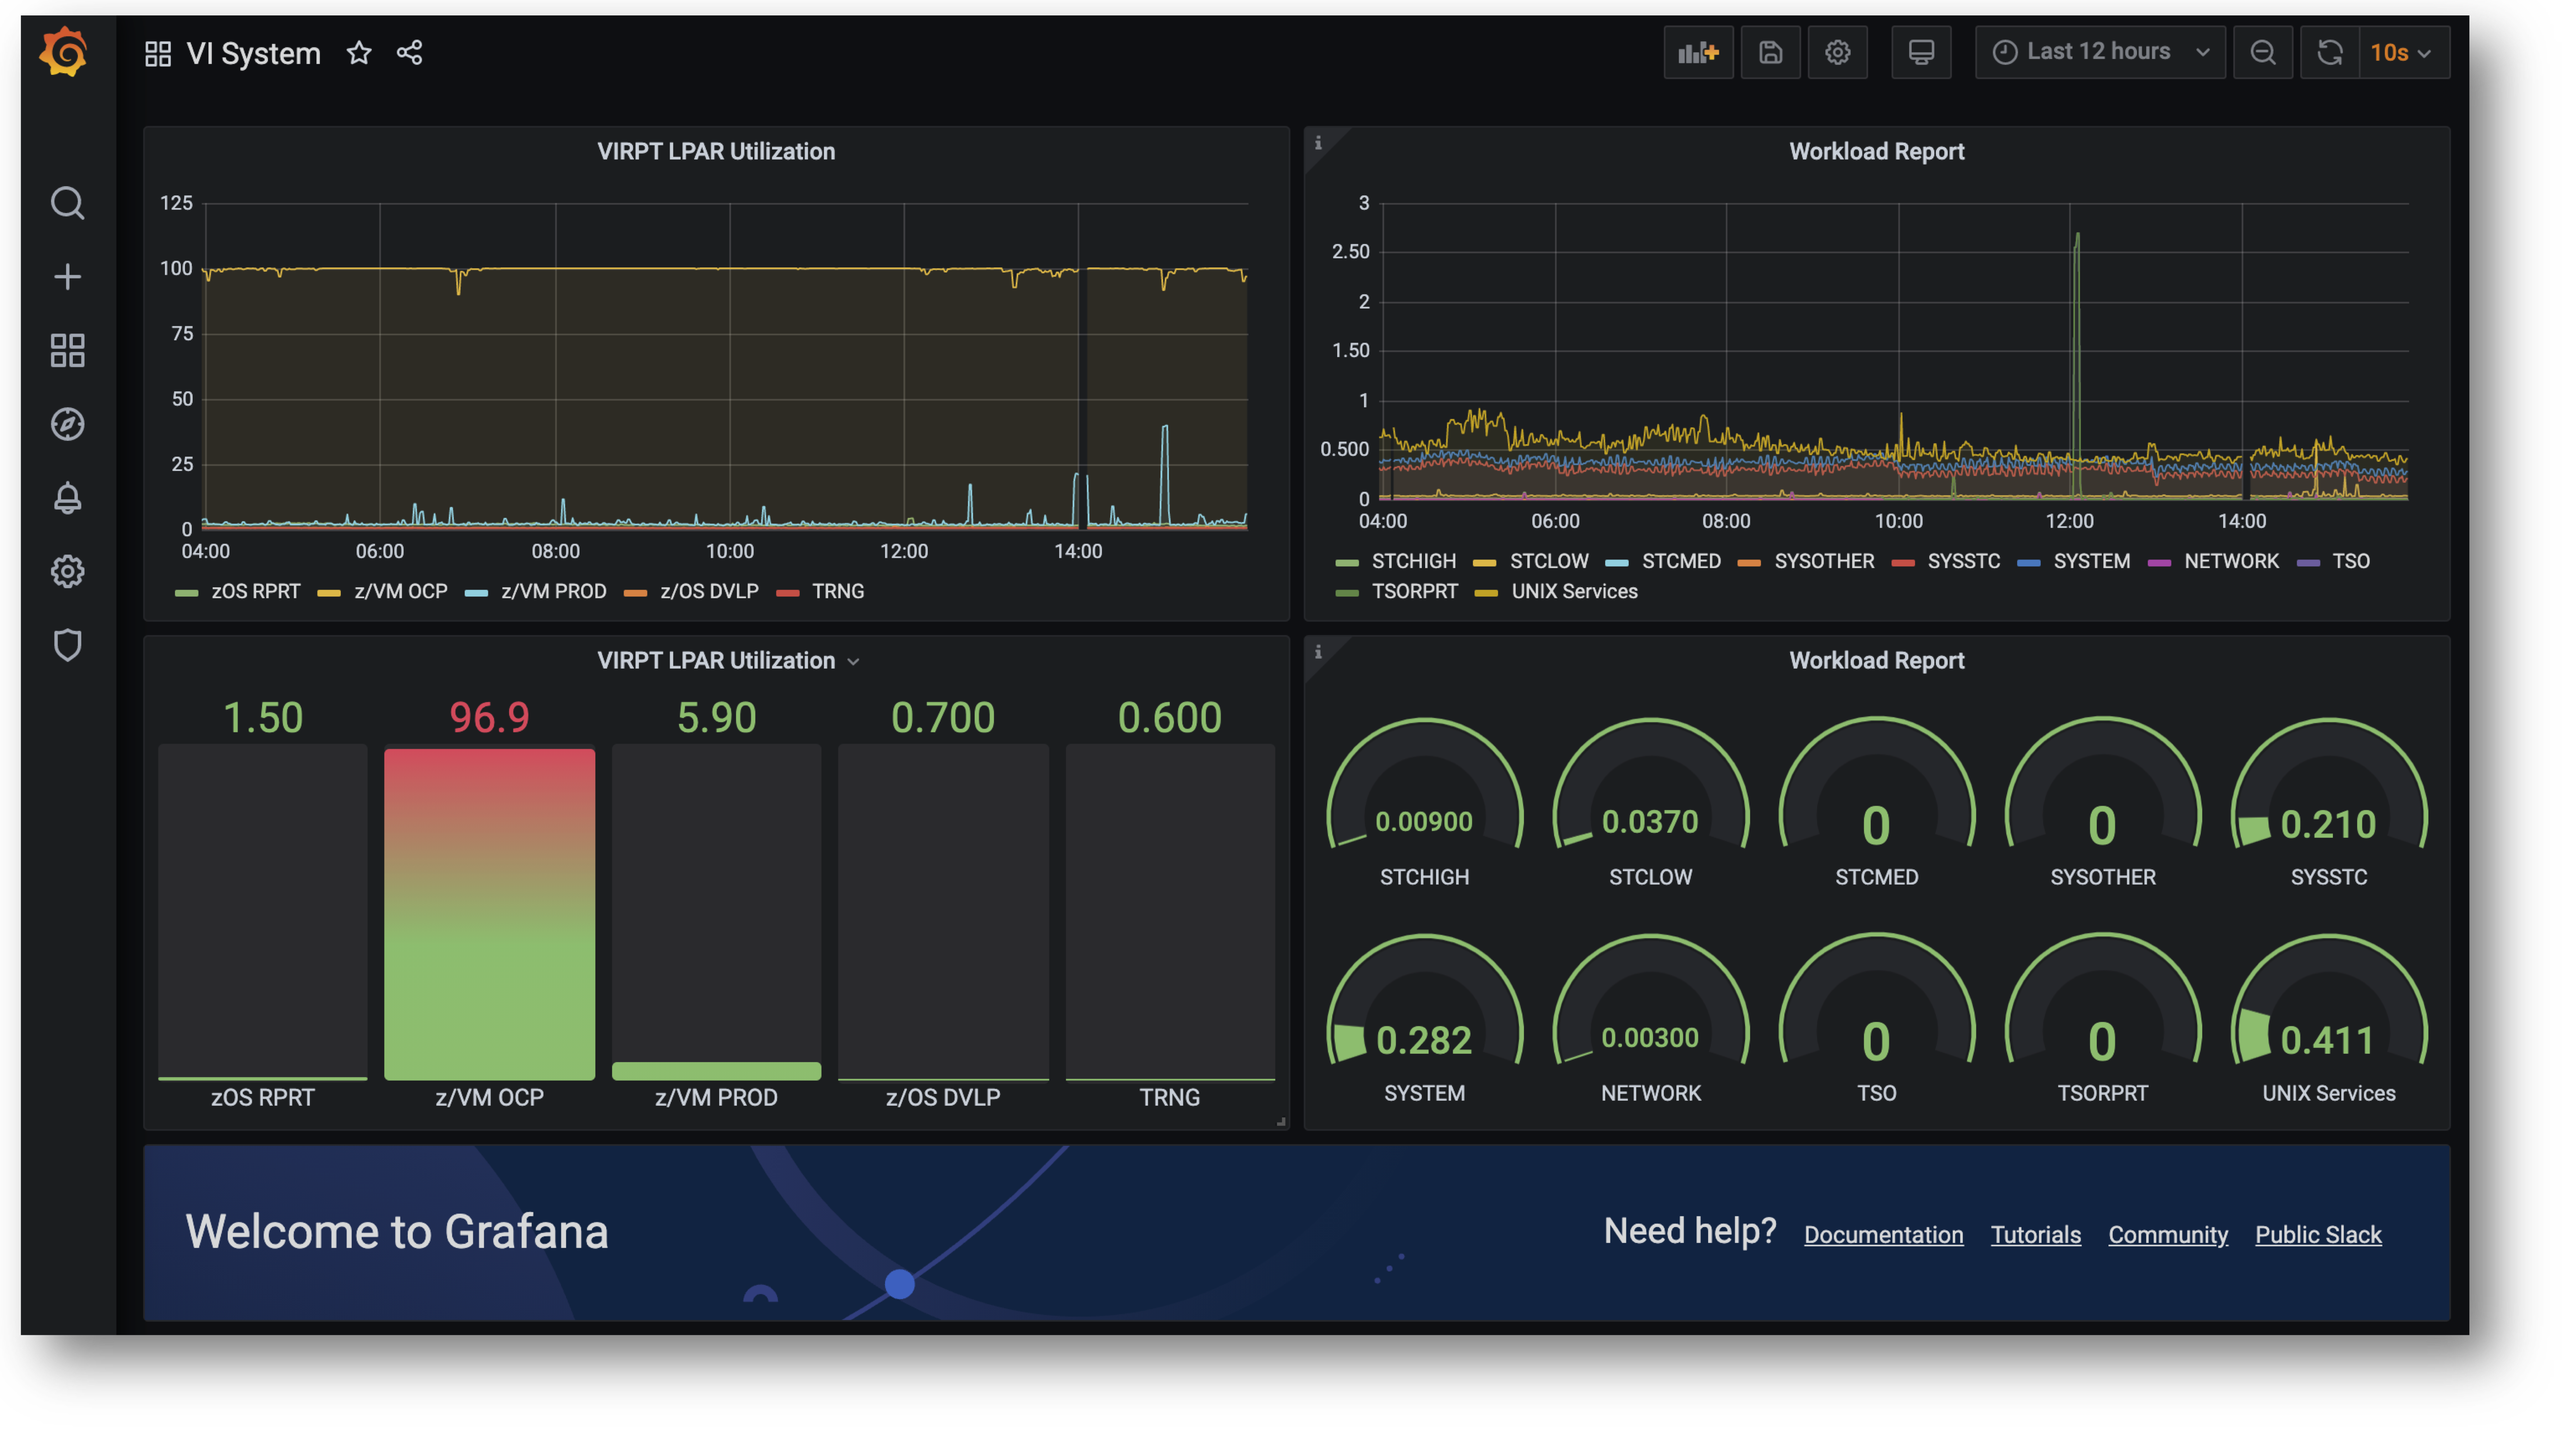 VI System
Last 12 hours
10s
VIRPT LPAR Utilization
125
100
75
50
25
0
04:00 06:00 08:00 10:00 12:00 14:00
zOS RPRT z/VM OCP z/VM PROD z/OS DVLP TRNG
i
Workload Report
3
2.50
2
1.50
1
0.500
0
04:00 06:00 08:00 10:00 12:00 14:00
STCHIGH STCLOW STCMED SYSOTHER SYSSTC SYSTEM NETWORK TSO
TSORPRT UNIX Services
VIRPT LPAR Utilization
1.50 96.9 5.90 0.700 0.600
zOS RPRT z/VM OCP z/VM PROD z/OS DVLP TRNG
i
Workload Report
0.00900 0.0370 0 0 0.210
STCHIGH STCLOW STCMED SYSOTHER SYSSTC
0.282 0.00300 0 0 0.411
SYSTEM NETWORK TSO TSORPRT UNIX Services
Welcome to Grafana
Need help? Documentation Tutorials Community Public Slack